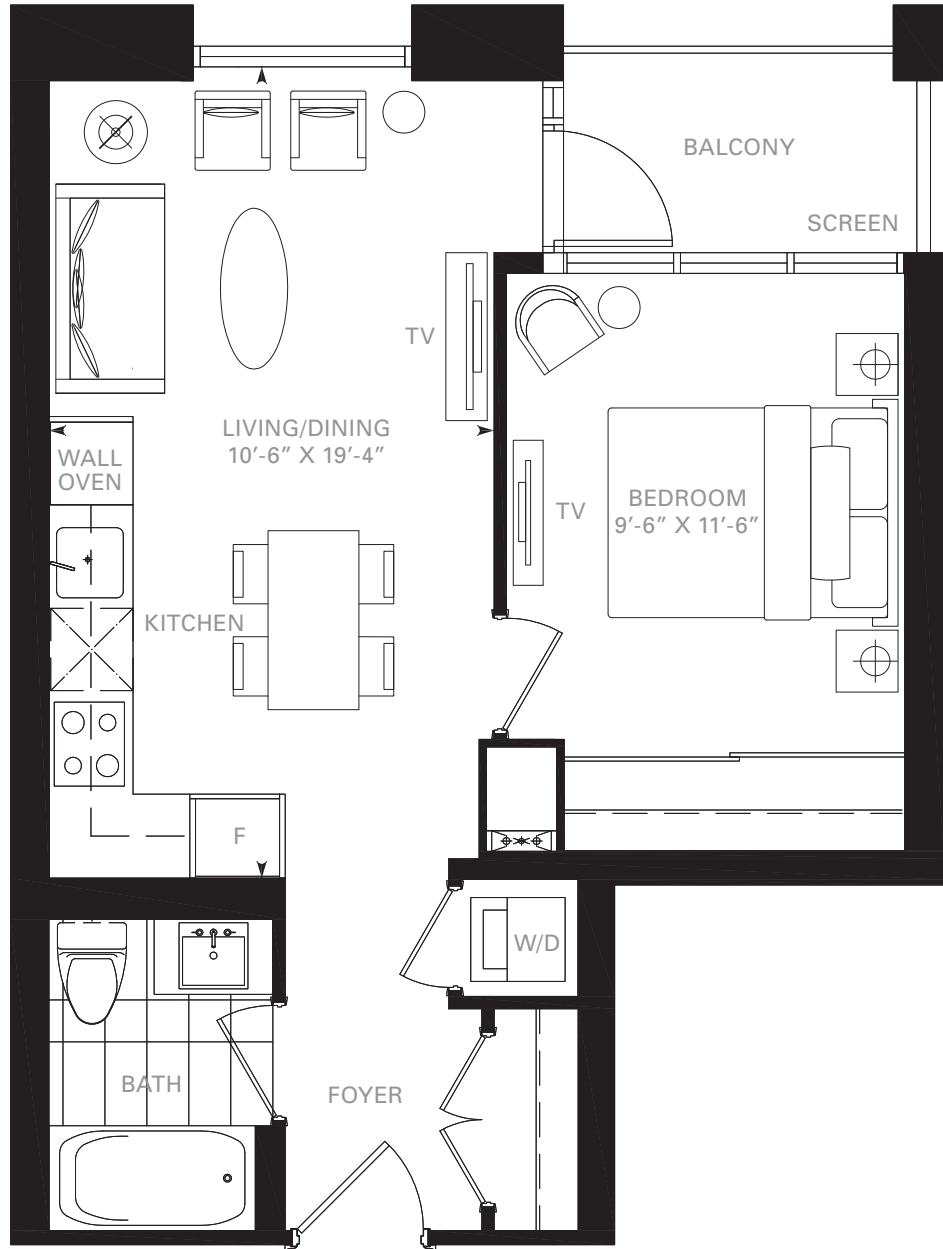 BALCONY
SCREEN
TV
LIVING/DINING
10’-6” X 19’-4”
WALL
OVEN
TV
BEDROOM
9’-6” X 11’-6”
KITCHEN
F
W/D
BATH
FOYER